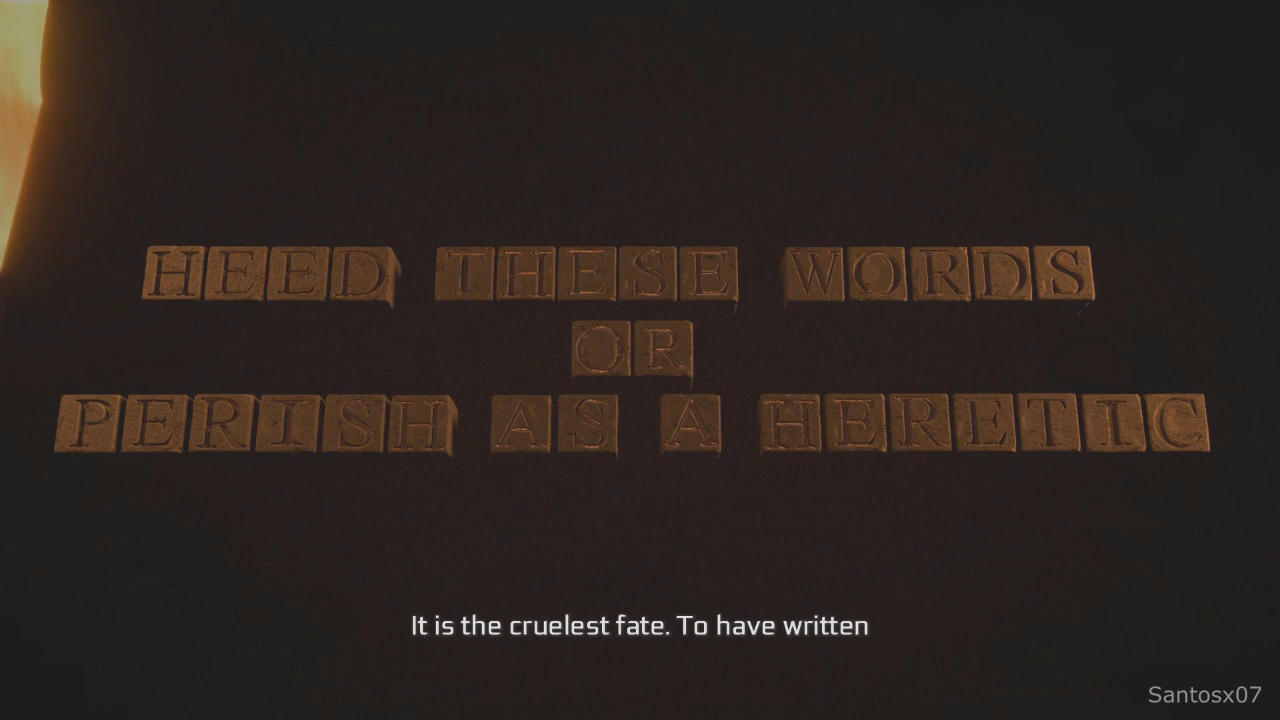 HEED THESE WORDS
OR
PERISH AS A HERETIC
It is the cruelest fate. To have written
Santosx07